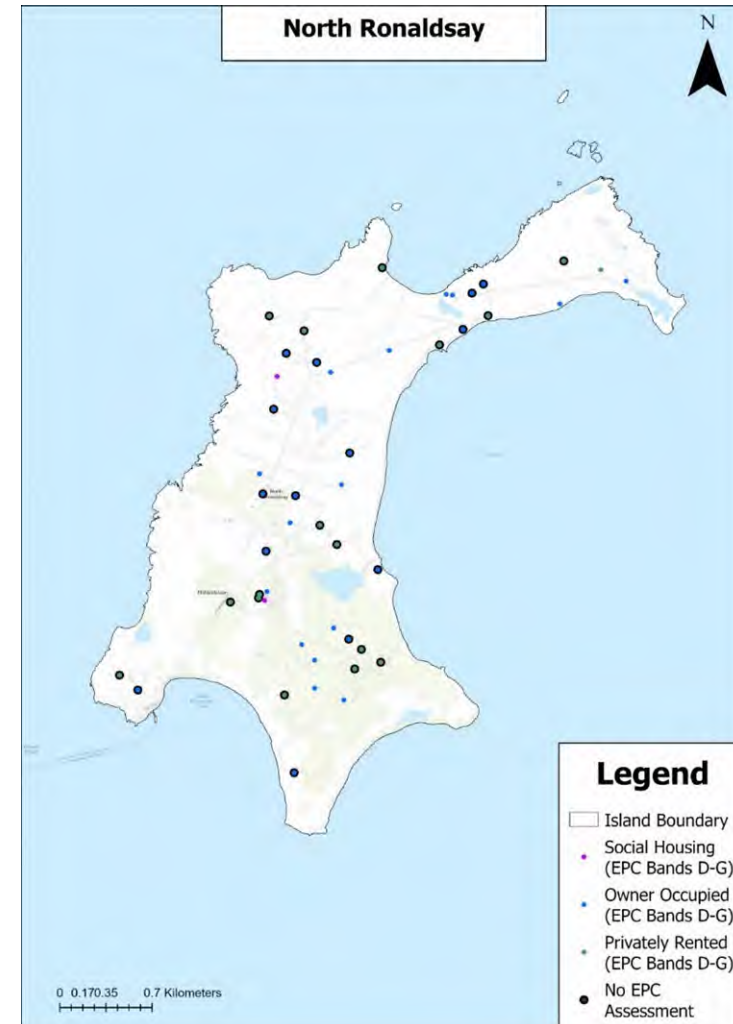 North Ronaldsay
N
Legend
Island Boundary
Social Housing
(EPC Bands D-G)
Owner Occupied
(EPC Bands D-G)
Privately Rented
(EPC Bands D-G)
No EPC
Assessment
0 0.170.35 0.7 Kilometers